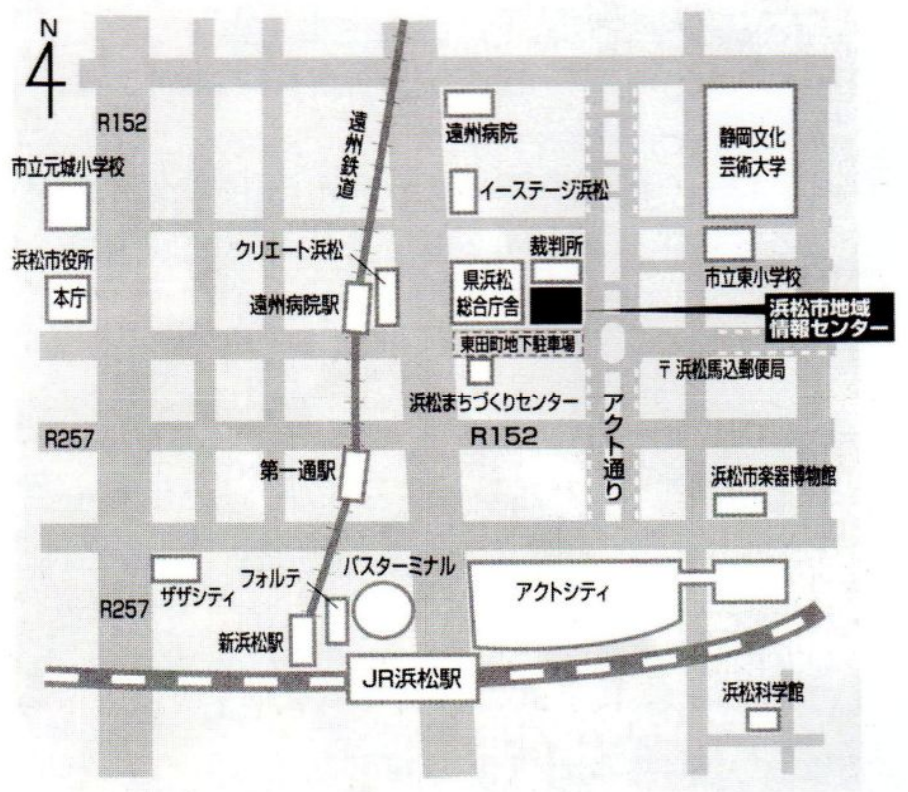 N
R152
遠州鉄道
遠州病院
静岡文化
芸術大学
市立元城小学校
イーステージ浜松
浜松市役所
本庁
クリエート浜松
裁判所
県浜松
総合庁舎
市立東小学校
遠州病院駅
浜松市地域
情報センター
東田町地下駐車場
〒浜松馬込郵便局
浜松まちづくりセンター
アクト通り
R257
R152
第一通駅
浜松市楽器博物館
バスターミナル
フォルテ
ザザシティ
アクトシティ
R257
新浜松駅
JR浜松駅
浜松科学館